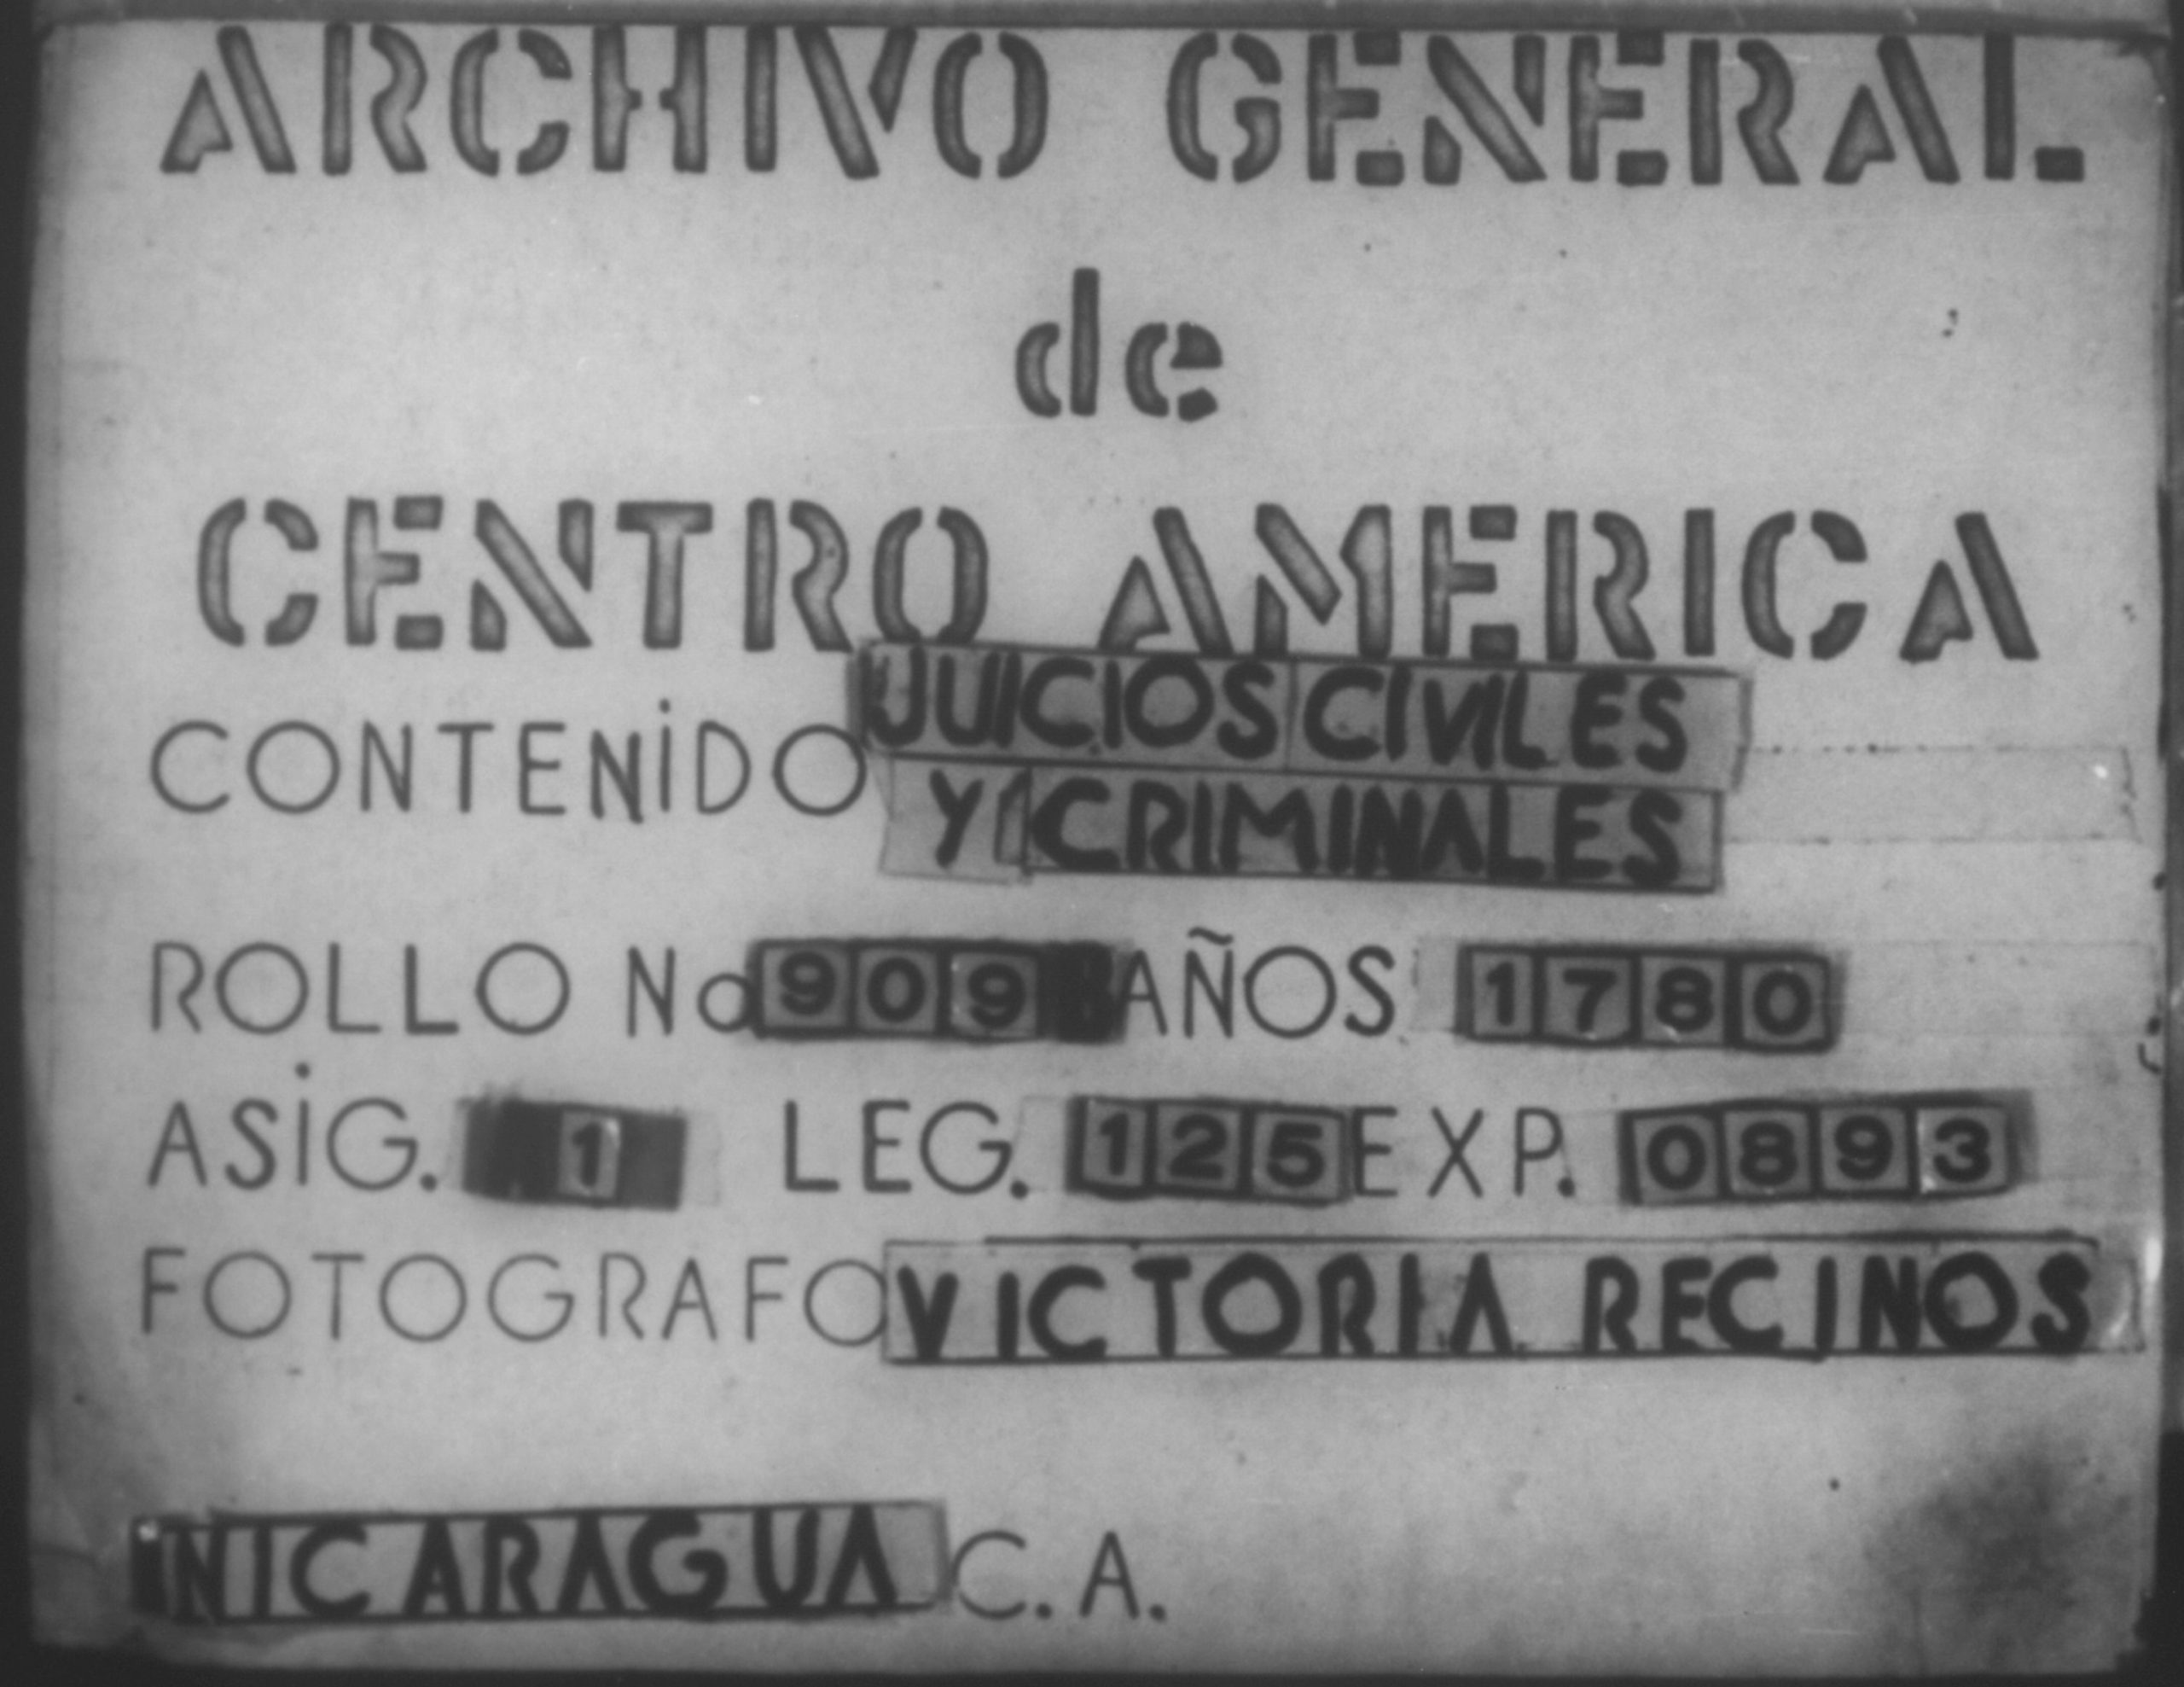 ARCHIVO GENERAL
de
CENTRO AMERICA
CONTENIDO JUICIOS CIVILES
Y CRIMINALES
ROLLO No 909 AÑOS 1780
ASIG. 1 LEG. 125 EXP. 0893
FOTOGRAFO VICTORIA RECINOS
NICARAGUA C.A.